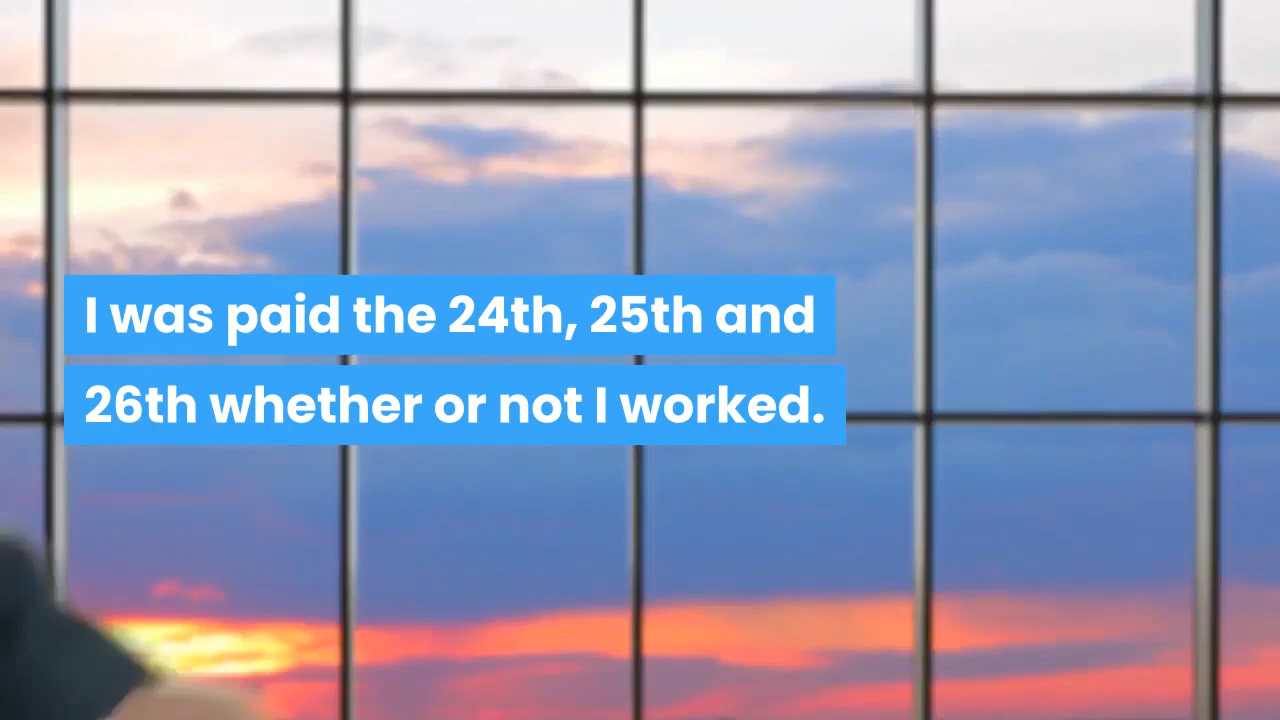 I was paid the 24th, 25th and
26th whether or not I worked.